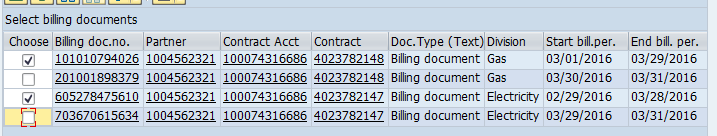 Select billing documents
Choose Billing doc.no. Partner Contract Acct Contract Doc.Type (Text) Division Start bill.per. End bill. per.
101010794026 1004562321 100074316686 4023782148 Billing document Gas 03/01/2016 03/29/2016
201001898379 1004562321 100074316686 4023782148 Billing document Gas 03/30/2016 03/31/2016
605278475610 1004562321 100074316686 4023782147 Billing document Electricity 02/29/2016 03/28/2016
703670615634 1004562321 100074316686 4023782147 Billing document Electricity 03/29/2016 03/31/2016